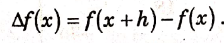 Δf(x) = f(x + h) – f(x).